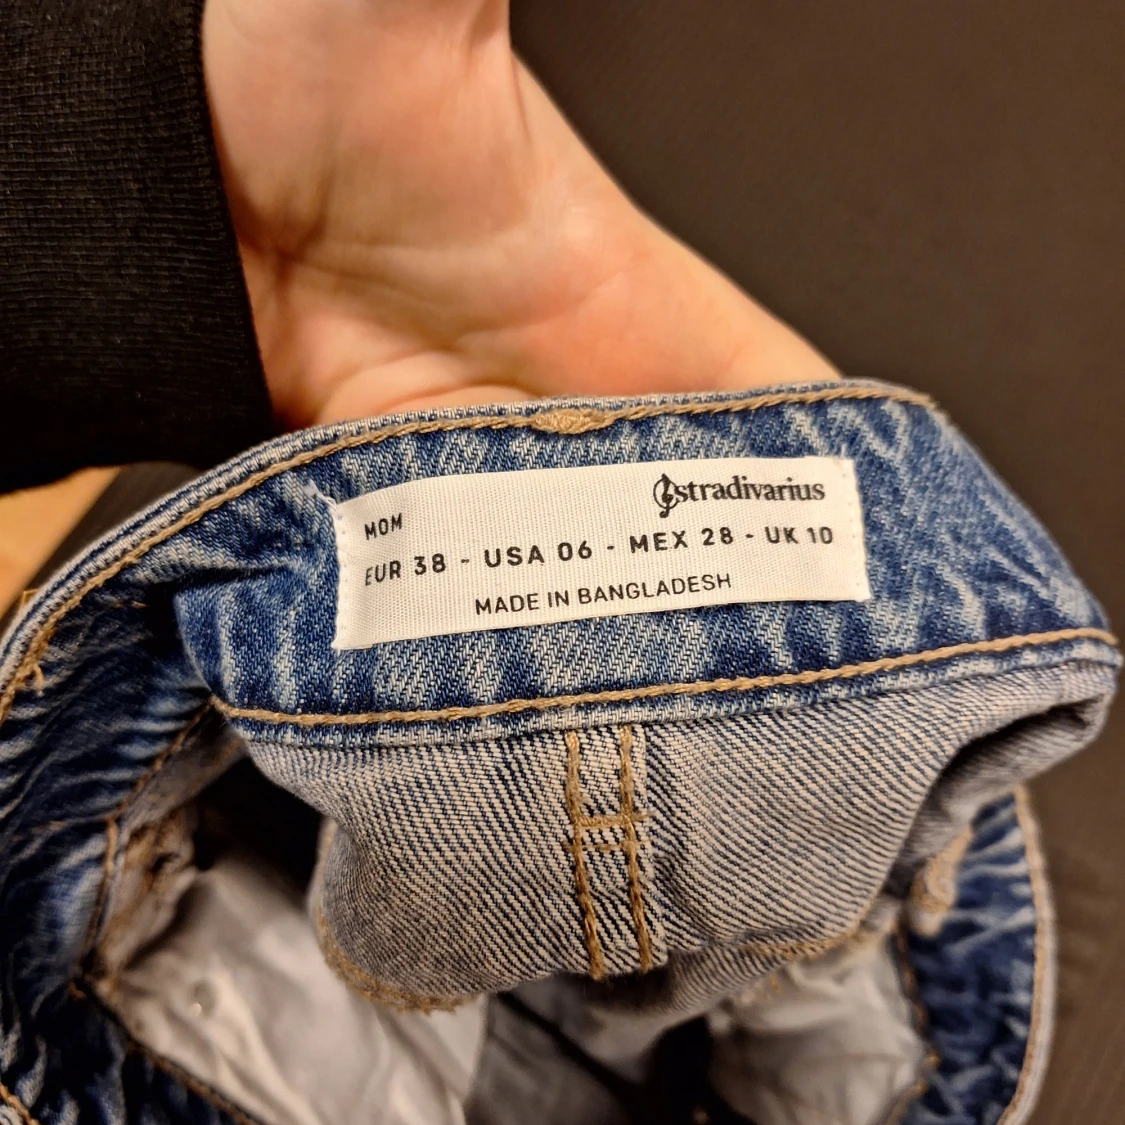 stradivarius
MOM
EUR 38 - USA 06 - MEX 28 - UK 10
MADE IN BANGLADESH